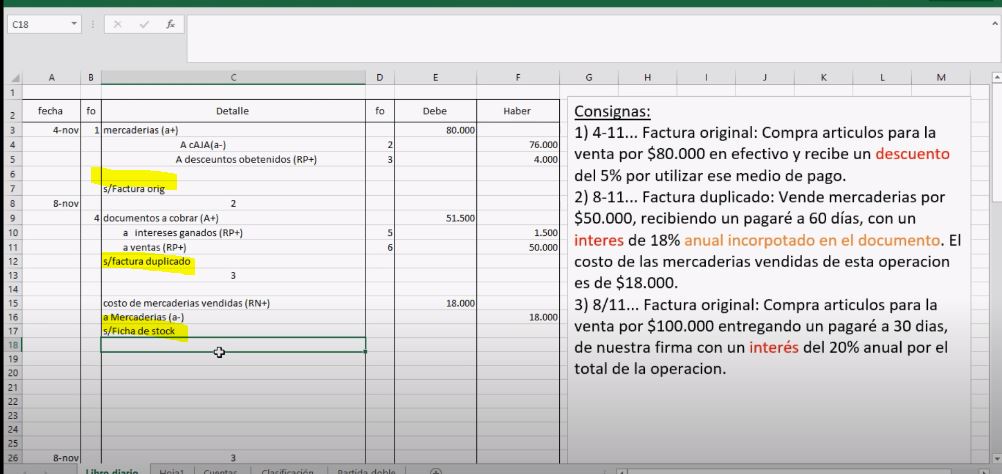 C18
fx
A B C D E F G H I J K L M
1
2 fecha fo Detalle fo Debe Haber
3 4-nov 1 mercaderias (a+) 80.000
4 A cAJA(a-) 2 76.000
5 A desceuntos obetenidos (RP+) 3 4.000
6
7 s/Factura orig
8 8-nov 2
9 4 documentos a cobrar (A+) 51.500
10 a intereses ganados (RP+) 5 1.500
11 a ventas (RP+) 6 50.000
12 s/factura duplicado
13 3
14
15 costo de mercaderias vendidas (RN+) 18.000
16 a Mercaderias (a-) 18.000
17 s/Ficha de stock
18
19
20
21
22
23
24
25
26 8-nov 3
Consignas:
1) 4-11... Factura original: Compra articulos para la
venta por $80.000 en efectivo y recibe un descuento
del 5% por utilizar ese medio de pago.
2) 8-11... Factura duplicado: Vende mercaderias por
$50.000, recibiendo un pagaré a 60 días, con un
interes de 18% anual incorpotado en el documento. El
costo de las mercaderias vendidas de esta operacion
es de $18.000.
3) 8/11... Factura original: Compra articulos para la
venta por $100.000 entregando un pagaré a 30 dias,
de nuestra firma con un interés del 20% anual por el
total de la operacion.
Libro diario Hoja1 Cuentas Clasificación Partida doble